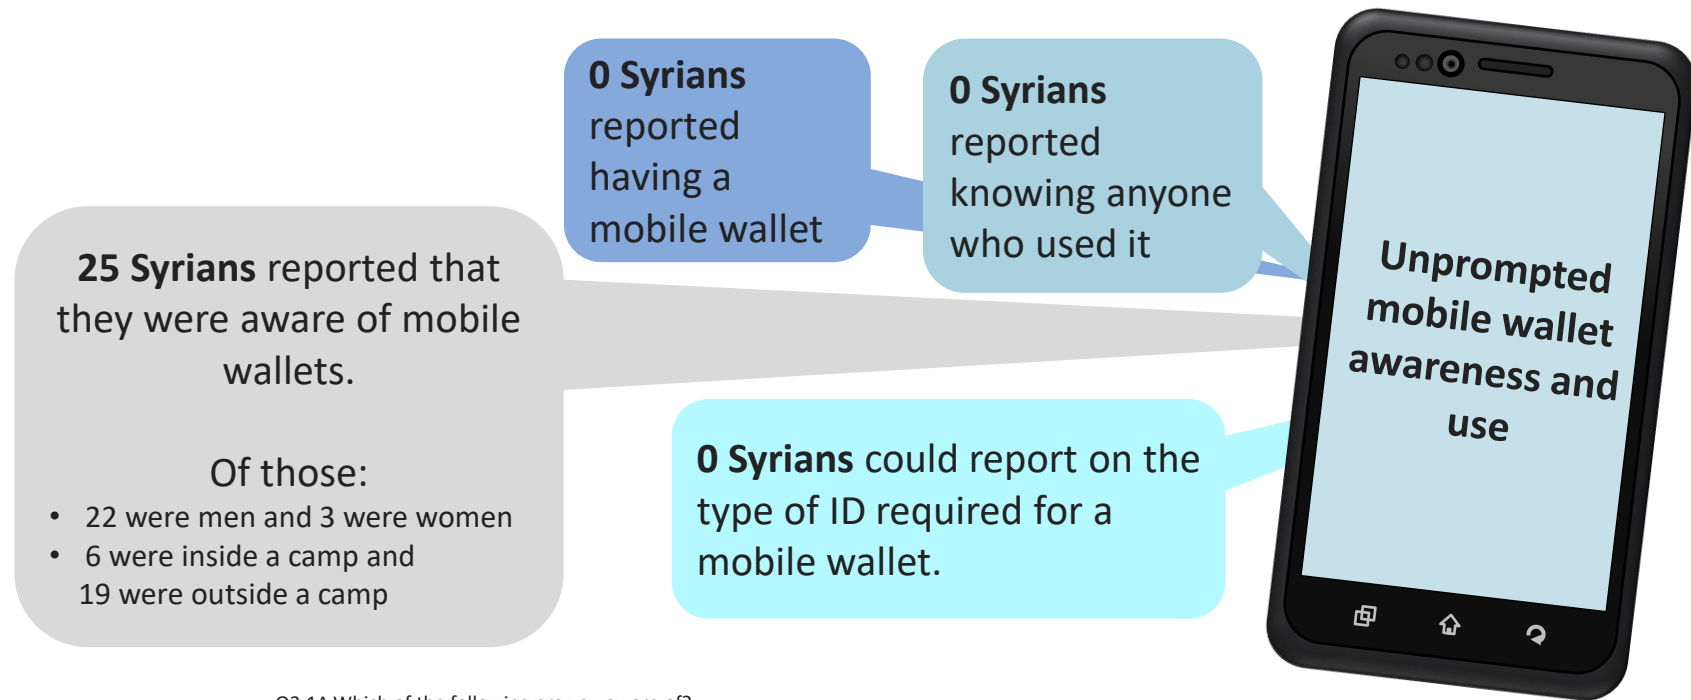 0 Syrians
reported
having a
mobile wallet
0 Syrians
reported
knowing anyone
who used it
25 Syrians reported that
they were aware of mobile
wallets.
Of those:
• 22 were men and 3 were women
• 6 were inside a camp and
19 were outside a camp
0 Syrians could report on the
type of ID required for a
mobile wallet.
Unprompted
mobile wallet
awareness and
use